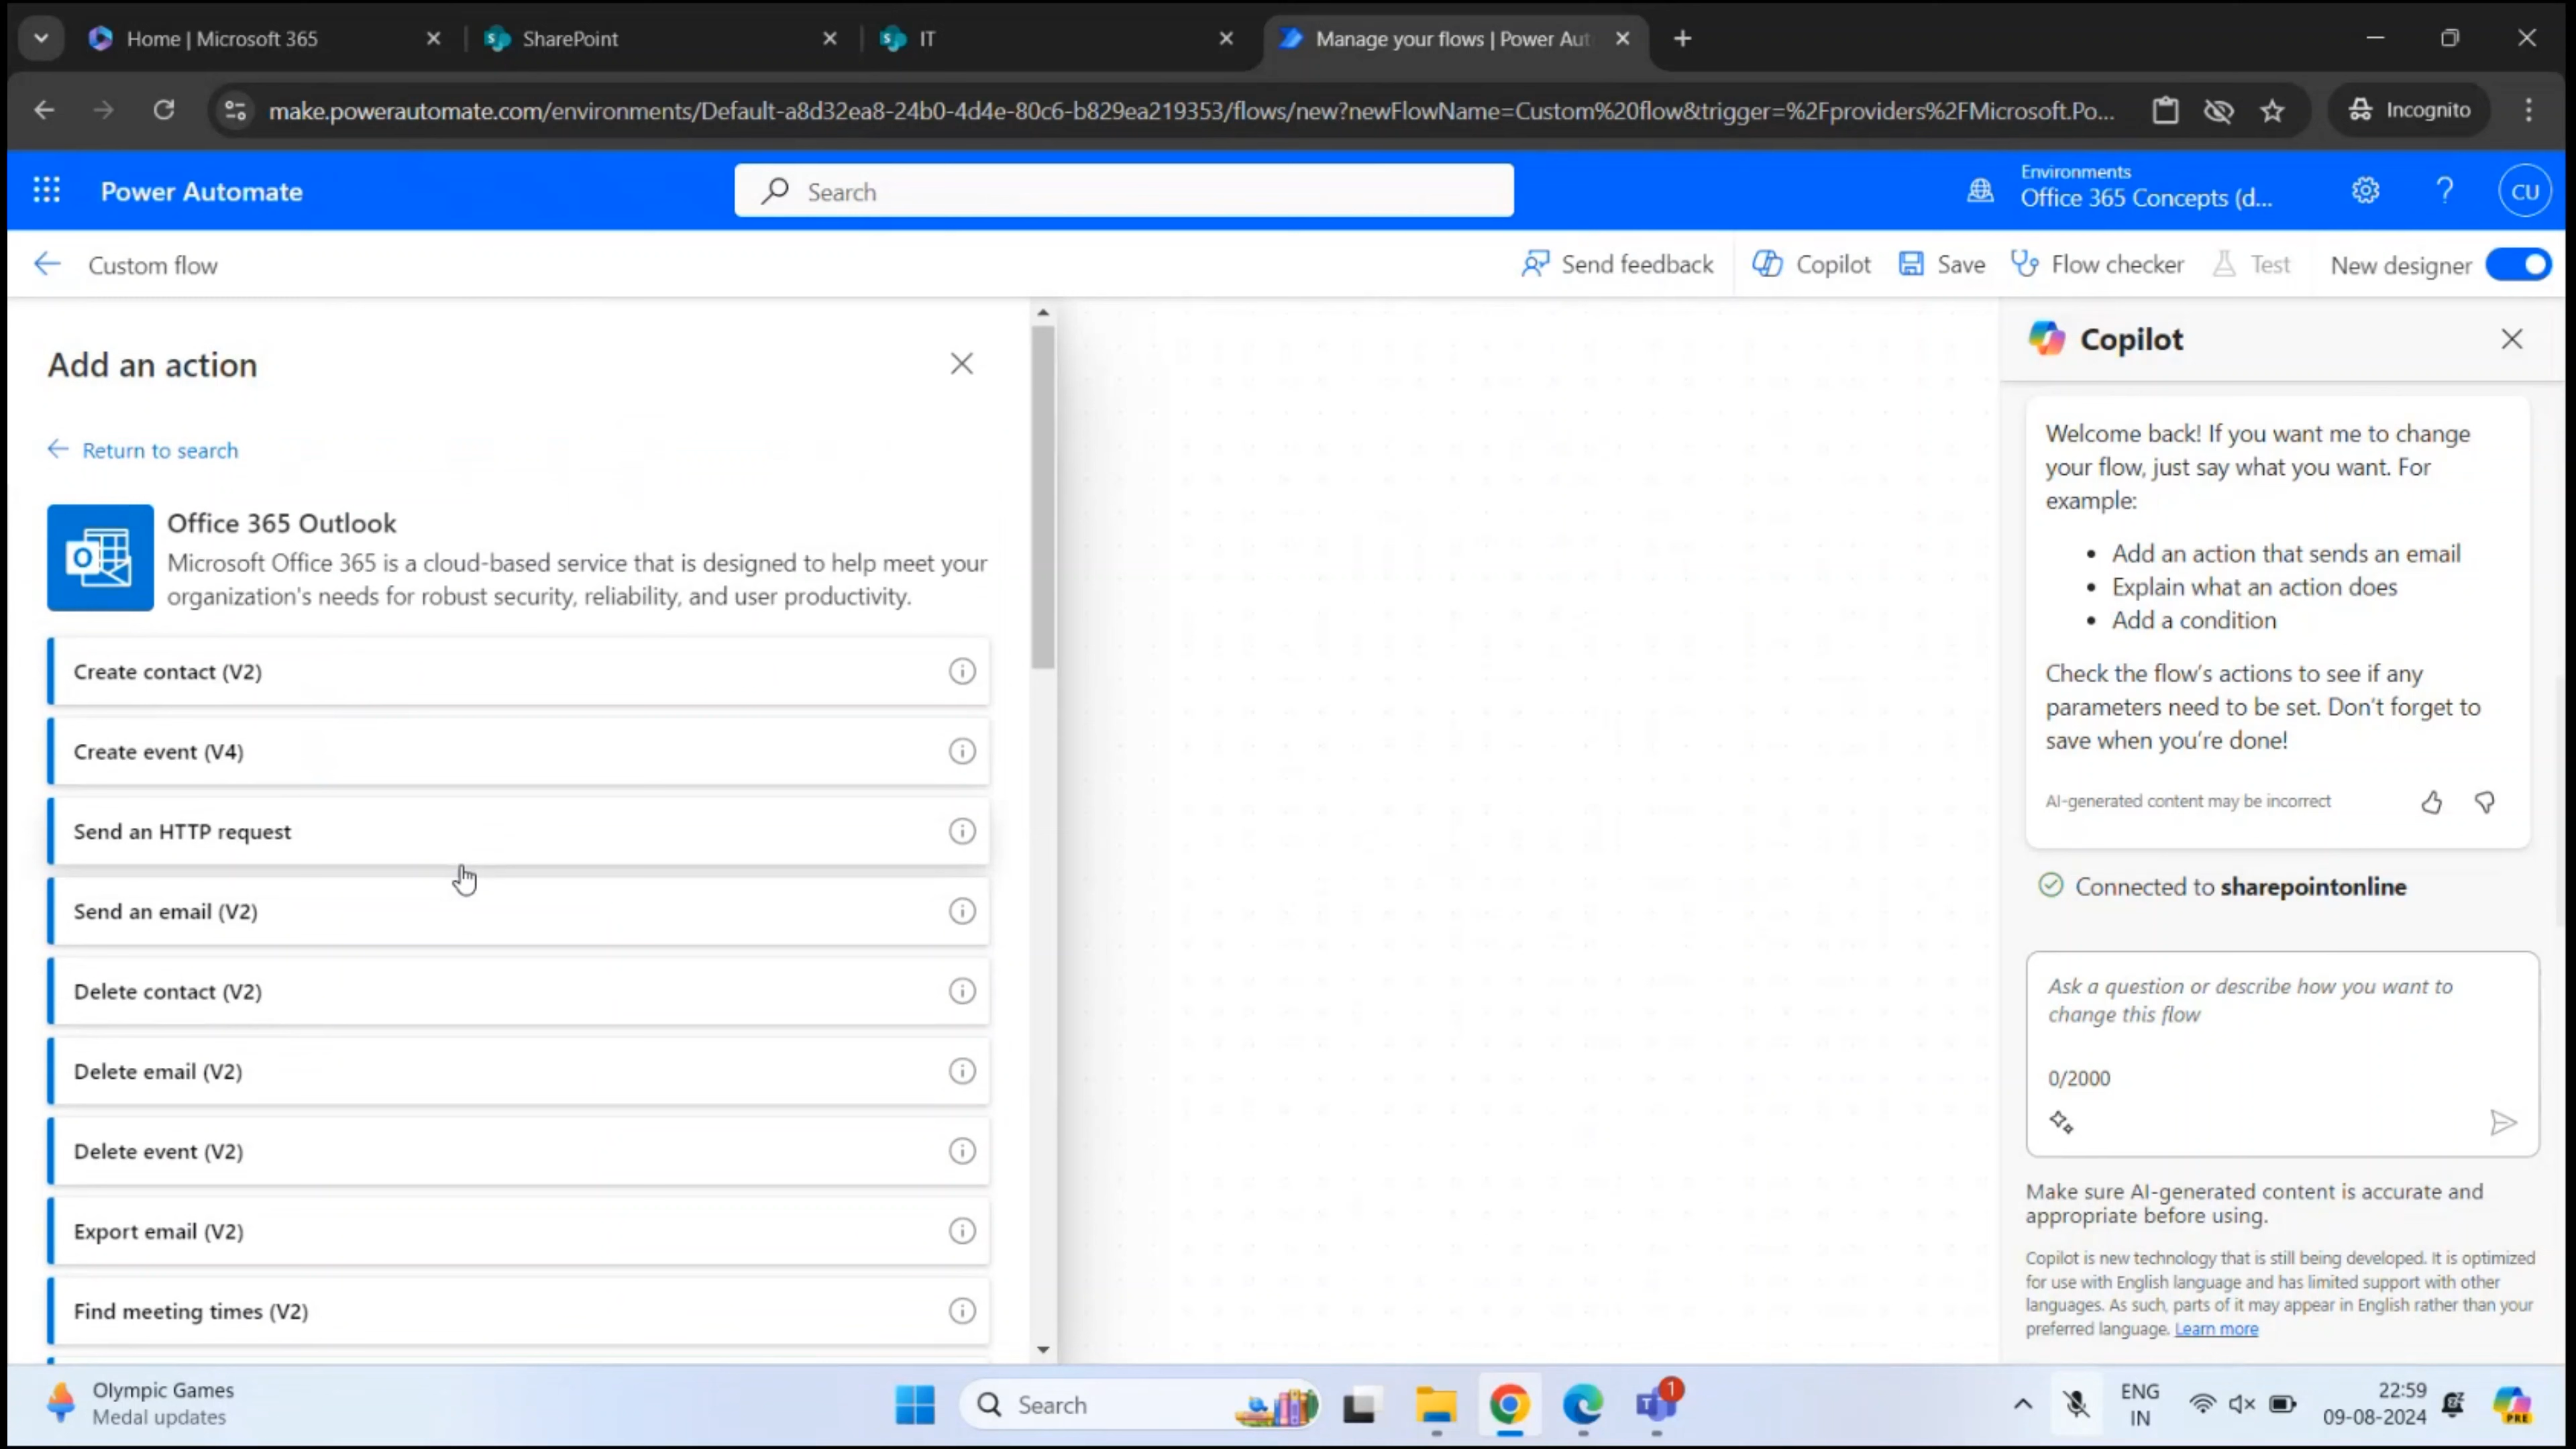 Home | Microsoft 365
SharePoint
IT
Manage your flows | Power Aut
make.powerautomate.com/environments/Default-a8d32ea8-24b0-4d4e-80c6-b829ea219353/flows/new?newFlowName=Custom%20flow&trigger=%2Fproviders%2FMicrosoft.Po...
Incognito
Power Automate
Search
Environments
Office 365 Concepts (d...
CU
Custom flow
Send feedback
Copilot
Save
Flow checker
Test
New designer
Add an action
Return to search
Office 365 Outlook
Microsoft Office 365 is a cloud-based service that is designed to help meet your
organization's needs for robust security, reliability, and user productivity.
Create contact (V2)
Create event (V4)
Send an HTTP request
Send an email (V2)
Delete contact (V2)
Delete email (V2)
Delete event (V2)
Export email (V2)
Find meeting times (V2)
Copilot
Welcome back! If you want me to change
your flow, just say what you want. For
example:
• Add an action that sends an email
• Explain what an action does
• Add a condition
Check the flow's actions to see if any
parameters need to be set. Don't forget to
save when you're done!
AI-generated content may be incorrect
Connected to sharepointonline
Ask a question or describe how you want to
change this flow
0/2000
Make sure AI-generated content is accurate and
appropriate before using.
Copilot is new technology that is still being developed. It is optimized
for use with English language and has limited support with other
languages. As such, parts of it may appear in English rather than your
preferred language. Learn more
Olympic Games
Medal updates
Search
1
ENG
IN
22:59
09-08-2024
PRE